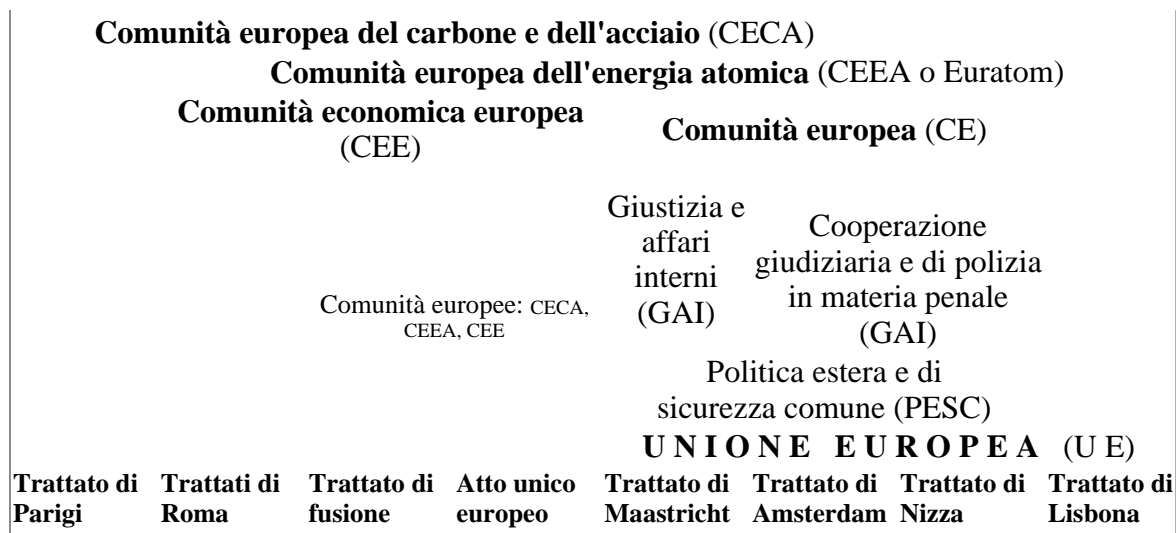 Comunità europea del carbone e dell'acciaio (CECA)
Comunità europea dell'energia atomica (CEEA o Euratom)
Comunità economica europea
(CEE)
Comunità europea (CE)
Giustizia e
affari
interni
(GAI)
Cooperazione
giudiziaria e di polizia
in materia penale
(GAI)
Comunità europee: CECA,
CEEA, CEE
Politica estera e di
sicurezza comune (PESC)
U N I O N E   E U R O P E A (U E)
Trattato di
Parigi
Trattati di
Roma
Trattato di
fusione
Atto unico
europeo
Trattato di
Maastricht
Trattato di
Amsterdam
Trattato di
Nizza
Trattato di
Lisbona